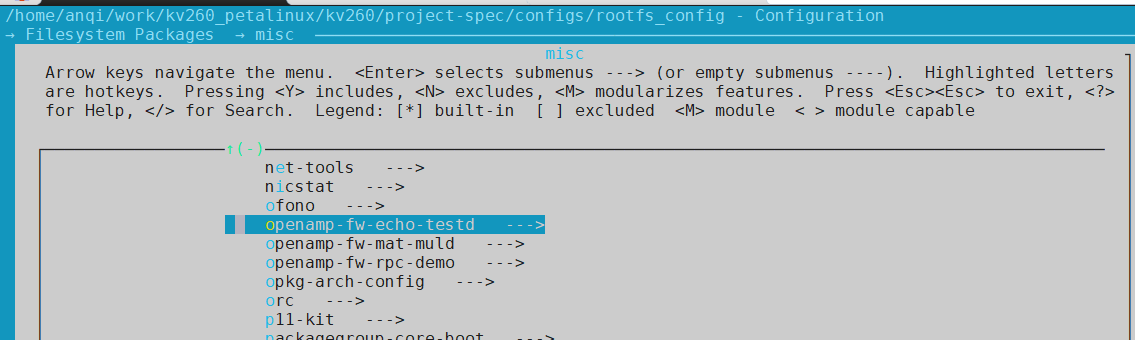 /home/anqi/work/kv260_petalinux/kv260/project-spec/configs/rootfs_config - Configuration
→ Filesystem Packages → misc
misc
Arrow keys navigate the menu. <Enter> selects submenus ---> (or empty submenus ----). Highlighted letters
are hotkeys. Pressing <Y> includes, <N> excludes, <M> modularizes features. Press <Esc><Esc> to exit, <?>
for Help, </> for Search. Legend: [*] built-in [ ] excluded <M> module < > module capable
↑(-)
net-tools --->
nicstat --->
ofono --->
openamp-fw-echo-testd --->
openamp-fw-mat-muld --->
openamp-fw-rpc-demo --->
opkg-arch-config --->
orc --->
p11-kit --->
packagegroup-core-boot --->